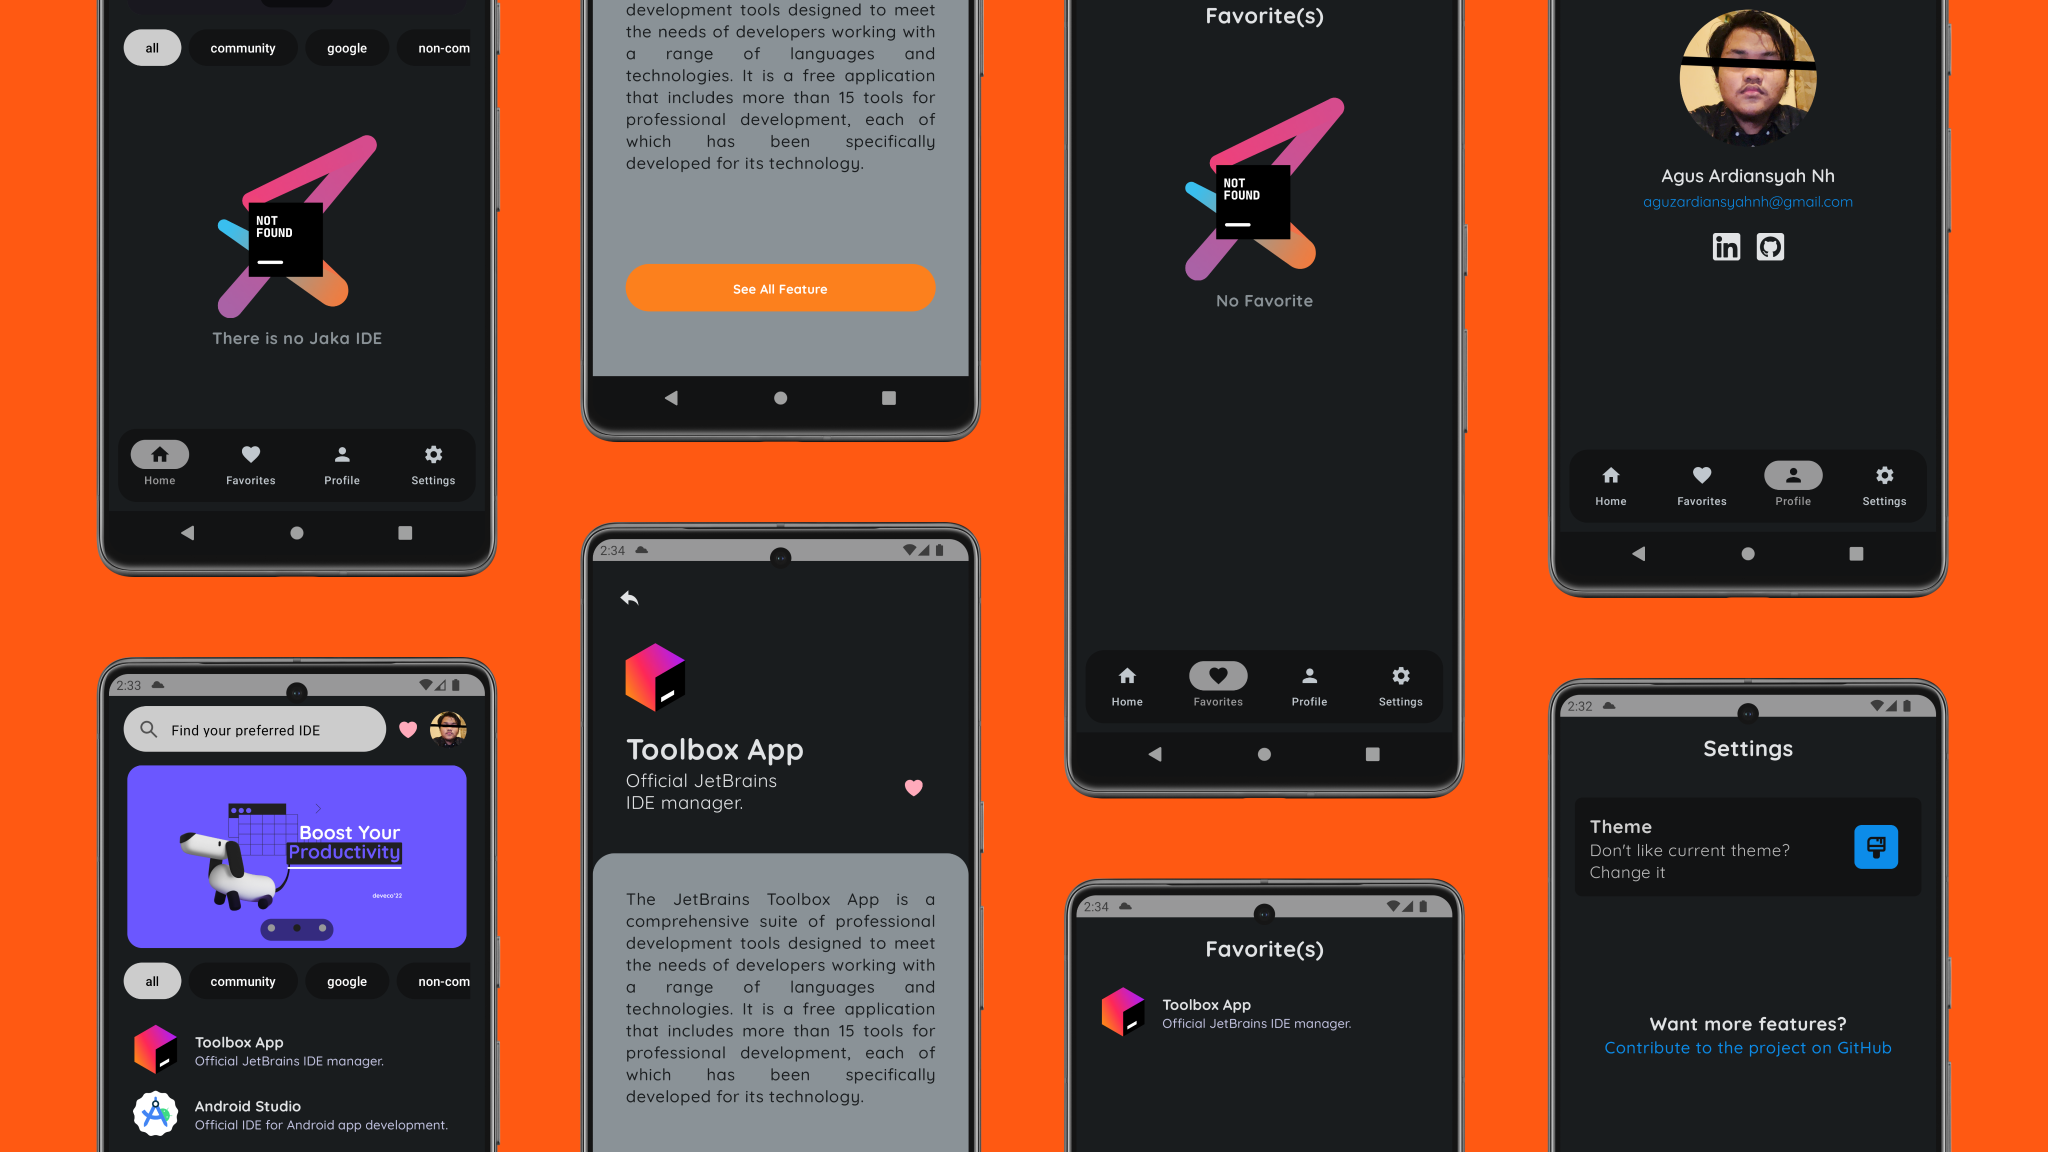 all
community
google
non-com
NOT
FOUND
There is no Jaka IDE
Home
Favorites
Profile
Settings
2:33
Find your preferred IDE
Boost Your
Productivity
deveco'22
all
community
google
non-com
Toolbox App
Official JetBrains IDE manager.
Android Studio
Official IDE for Android app development.
development tools designed to meet
the needs of developers working with
a range of languages and
technologies. It is a free application
that includes more than 15 tools for
professional development, each of
which has been specifically
developed for its technology.
See All Feature
2:34
Toolbox App
Official JetBrains
IDE manager.
The JetBrains Toolbox App is a
comprehensive suite of professional
development tools designed to meet
the needs of developers working with
a range of languages and
technologies. It is a free application
that includes more than 15 tools for
professional development, each of
which has been specifically
developed for its technology.
Favorite(s)
NOT
FOUND
No Favorite
Home
Favorites
Profile
Settings
2:34
Favorite(s)
Toolbox App
Official JetBrains IDE manager.
Agus Ardiansyah Nh
aguzardiansyahnh@gmail.com
in
Home
Favorites
Profile
Settings
2:32
Settings
Theme
Don't like current theme?
Change it
Want more features?
Contribute to the project on GitHub